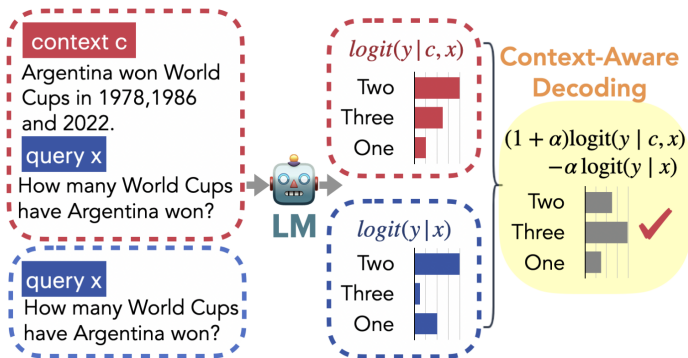 context c
Argentina won World
Cups in 1978,1986
and 2022.
query x
How many World Cups
have Argentina won?
query x
How many World Cups
have Argentina won?
LM
logit(y | c, x)
Two
Three
One
logit(y | x)
Two
Three
One
Context-Aware
Decoding
(1 + α)logit(y | c, x)
−α logit(y | x)
Two
Three
One